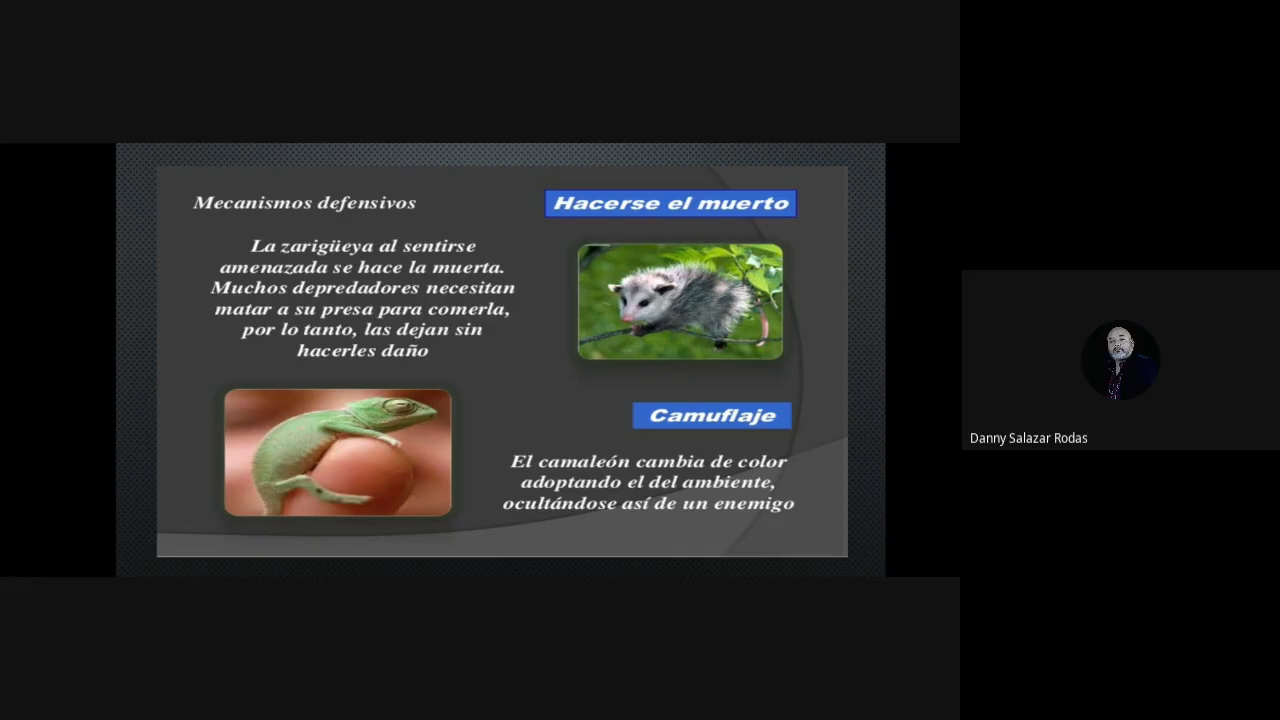 Mecanismos defensivos
Hacerse el muerto
La zarigüeya al sentirse
amenazada se hace la muerta.
Muchos depredadores necesitan
matar a su presa para comerla,
por lo tanto, las dejan sin
hacerles daño
Camuflaje
El camaleón cambia de color
adoptando el del ambiente,
ocultándose así de un enemigo
Danny Salazar Rodas